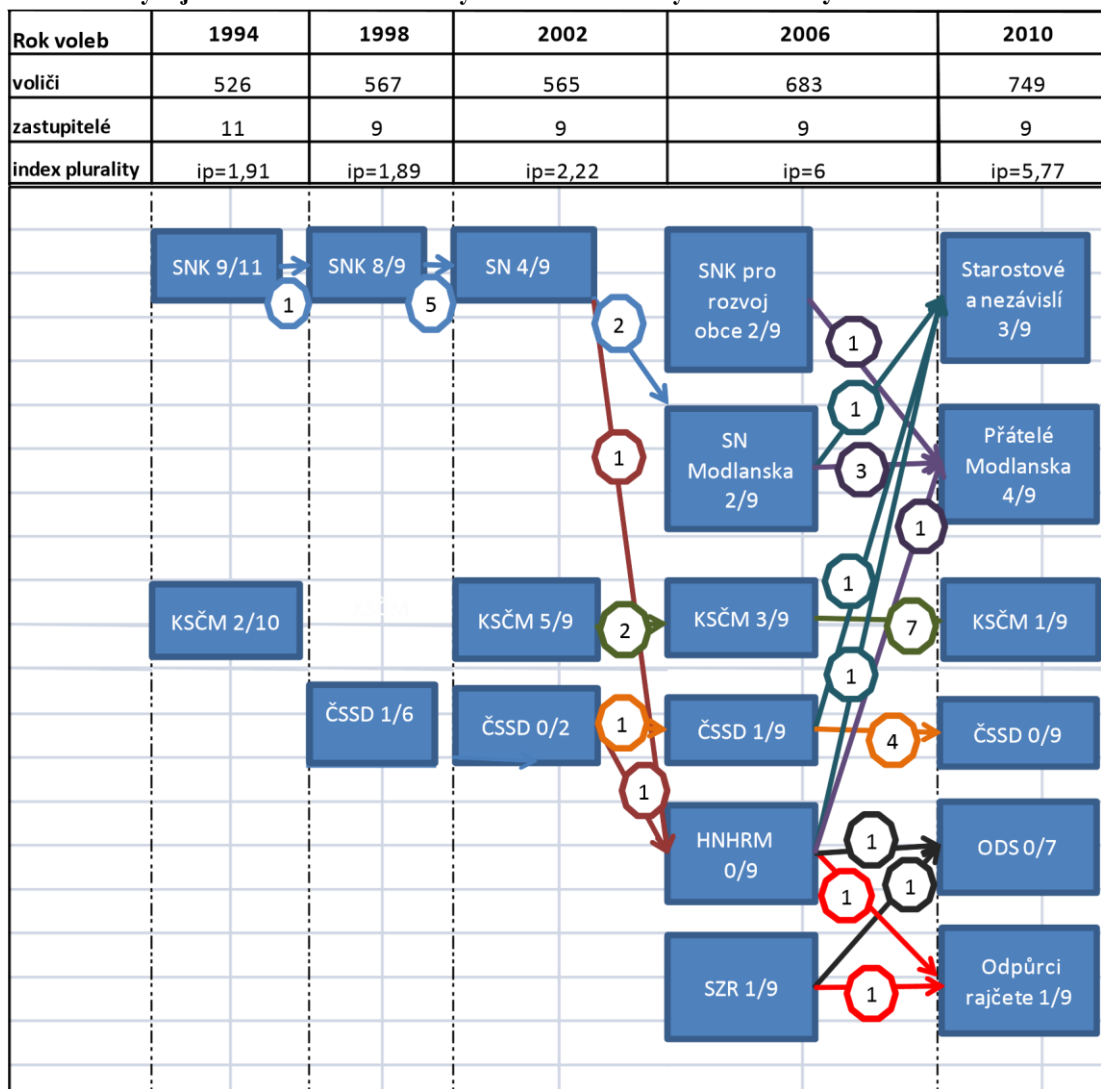 Rok voleb 1994 1998 2002 2006 2010
voliči 526 567 565 683 749
zastupitelé 11 9 9 9 9
index plurality ip=1,91 ip=1,89 ip=2,22 ip=6 ip=5,77
SNK 9/11
1
SNK 8/9
5
SN 4/9
2
1
SNK pro
rozvoj
obce 2/9
1
1
Starostové
a nezávislí
3/9
SN
Modlanska
2/9
3
1
Přátelé
Modlanska
4/9
KSČM 2/10
KSČM 5/9
2
KSČM 3/9
1
7
KSČM 1/9
ČSSD 1/6
ČSSD 0/2
1
1
ČSSD 1/9
1
4
ČSSD 0/9
HNHRM
0/9
1
1
1
ODS 0/7
SZR 1/9
1
Odpůrci
rajčete 1/9